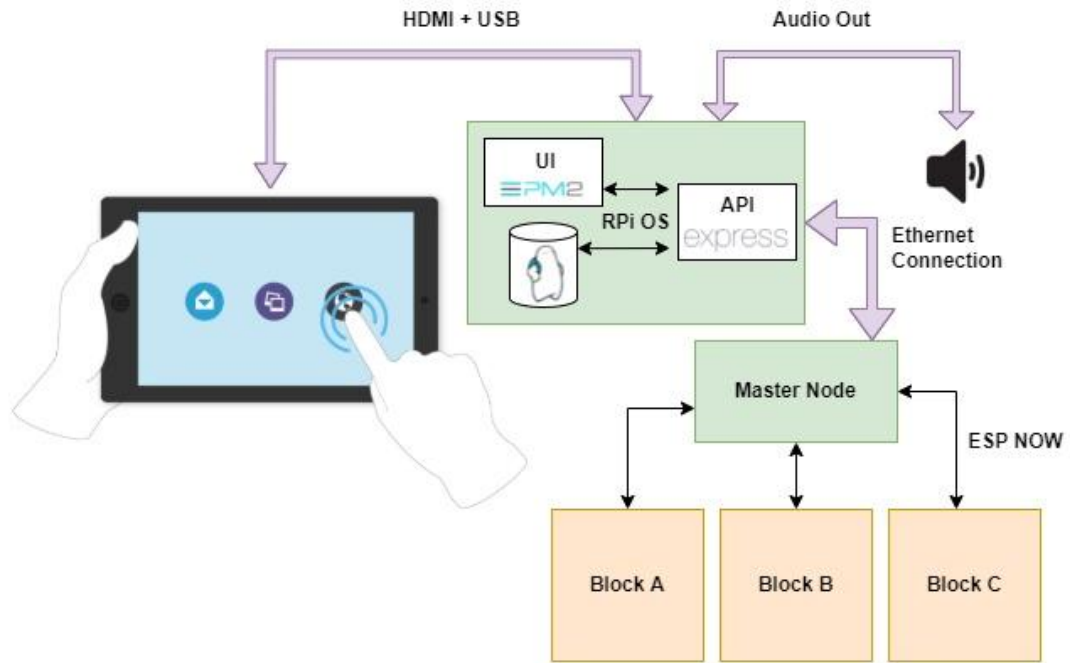 HDMI + USB
Audio Out
UI
PM2
RPi OS
API
express
Ethernet
Connection
Master Node
ESP NOW
Block A
Block B
Block C